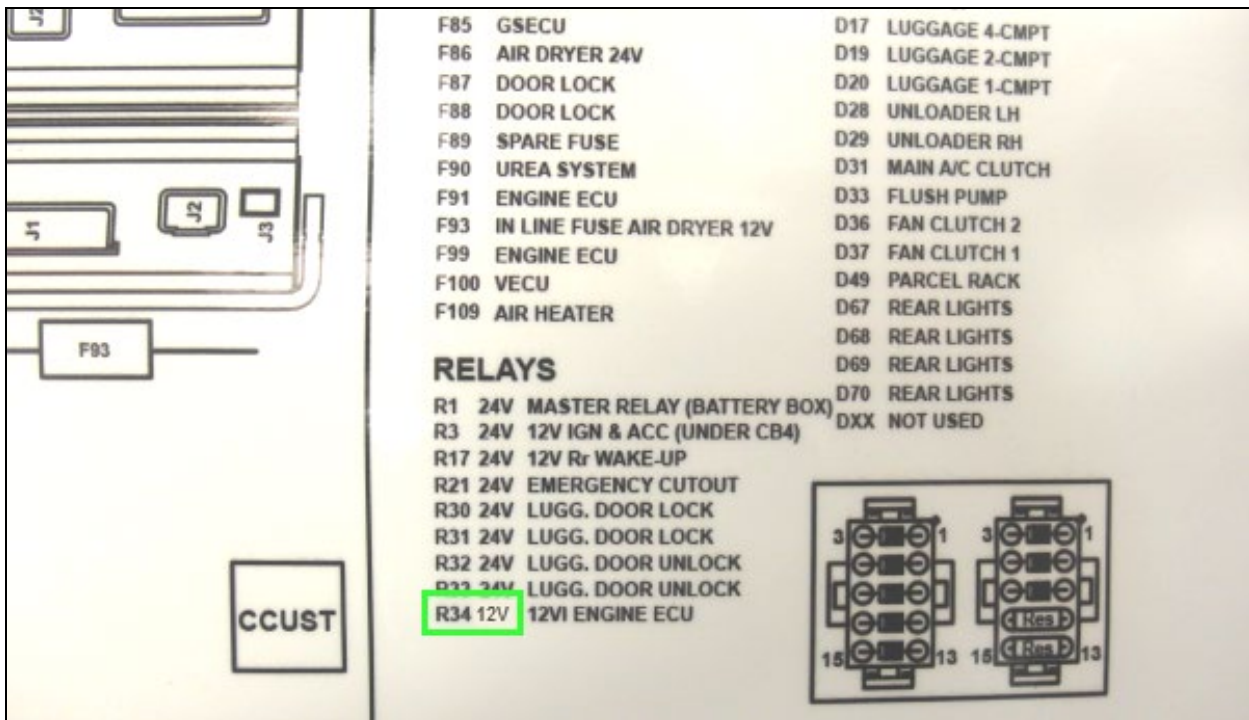 J2
J1
J2
J3
F93
CCUST
F85 GSECU
F86 AIR DRYER 24V
F87 DOOR LOCK
F88 DOOR LOCK
F89 SPARE FUSE
F90 UREA SYSTEM
F91 ENGINE ECU
F93 IN LINE FUSE AIR DRYER 12V
F99 ENGINE ECU
F100 VECU
F109 AIR HEATER
RELAYS
R1 24V MASTER RELAY (BATTERY BOX)
R3 24V 12V IGN & ACC (UNDER CB4)
R17 24V 12V Rr WAKE-UP
R21 24V EMERGENCY CUTOUT
R30 24V LUGG. DOOR LOCK
R31 24V LUGG. DOOR LOCK
R32 24V LUGG. DOOR UNLOCK
R33 24V LUGG. DOOR UNLOCK
R34 12V 12VI ENGINE ECU
D17 LUGGAGE 4-CMPT
D19 LUGGAGE 2-CMPT
D20 LUGGAGE 1-CMPT
D28 UNLOADER LH
D29 UNLOADER RH
D31 MAIN A/C CLUTCH
D33 FLUSH PUMP
D36 FAN CLUTCH 2
D37 FAN CLUTCH 1
D49 PARCEL RACK
D67 REAR LIGHTS
D68 REAR LIGHTS
D69 REAR LIGHTS
D70 REAR LIGHTS
DXX NOT USED
3 1 3 1
Res
Res
15 13 15 13